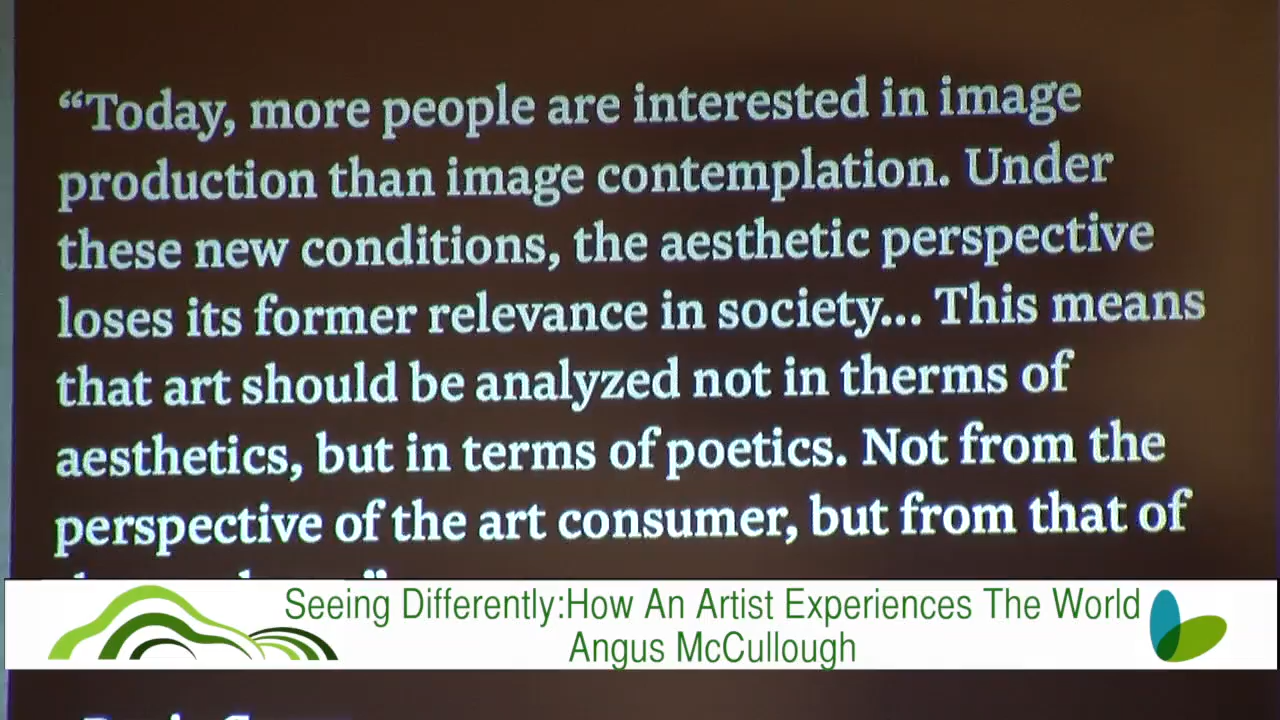 “Today, more people are interested in image
production than image contemplation. Under
these new conditions, the aesthetic perspective
loses its former relevance in society... This means
that art should be analyzed not in therms of
aesthetics, but in terms of poetics. Not from the
perspective of the art consumer, but from that of
Seeing Differently:How An Artist Experiences The World
Angus McCullough